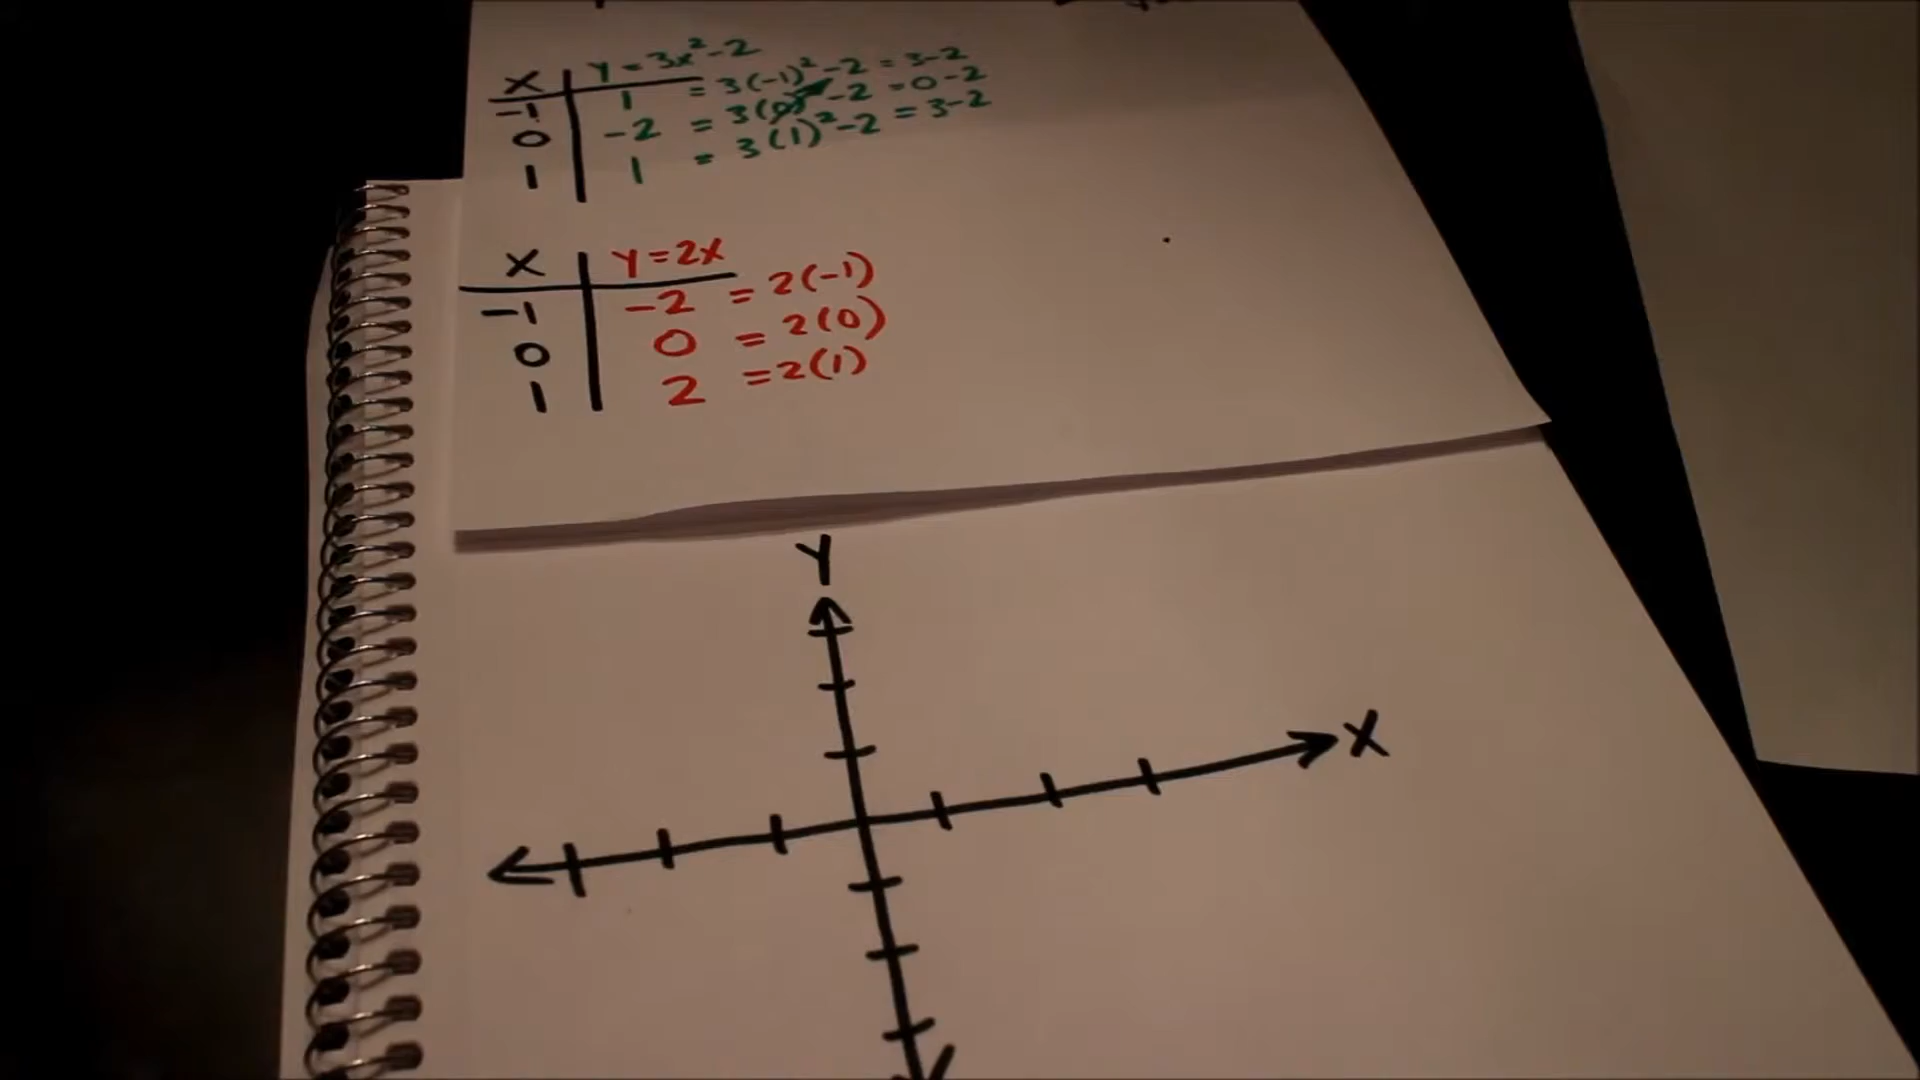 X Y=3x²-2
-1 1 = 3(-1)²-2 = 3-2
0 -2 = 3(0)²-2 = 0-2
1 1 = 3(1)²-2 = 3-2
X Y=2X
-1 -2 = 2(-1)
0 0 = 2(0)
1 2 = 2(1)
Y
X